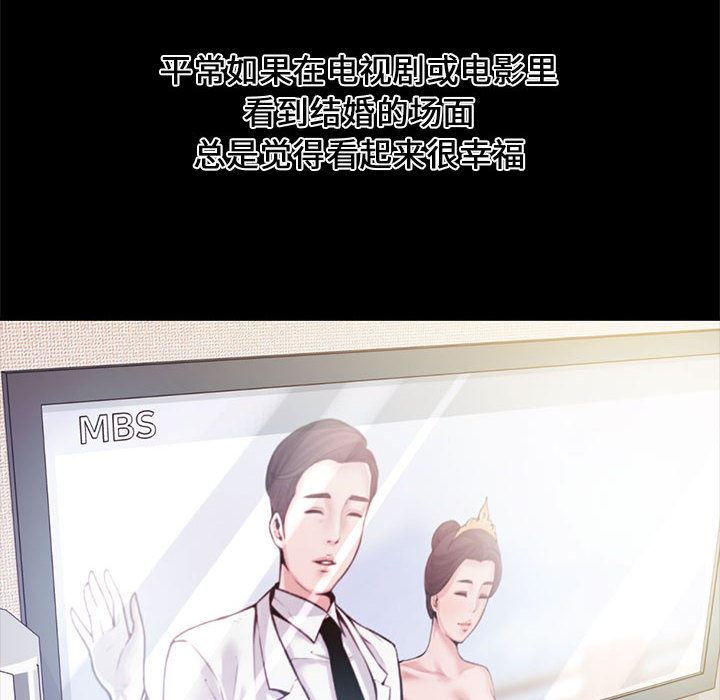 平常如果在电视剧或电影里
看到结婚的场面
总是觉得看起来很幸福
MBS